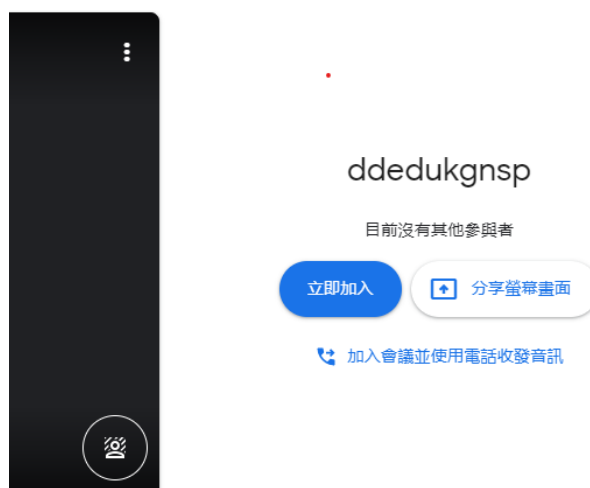 ddedukgnsp
目前沒有其他參與者
立即加入
分享螢幕畫面
加入會議並使用電話收發音訊